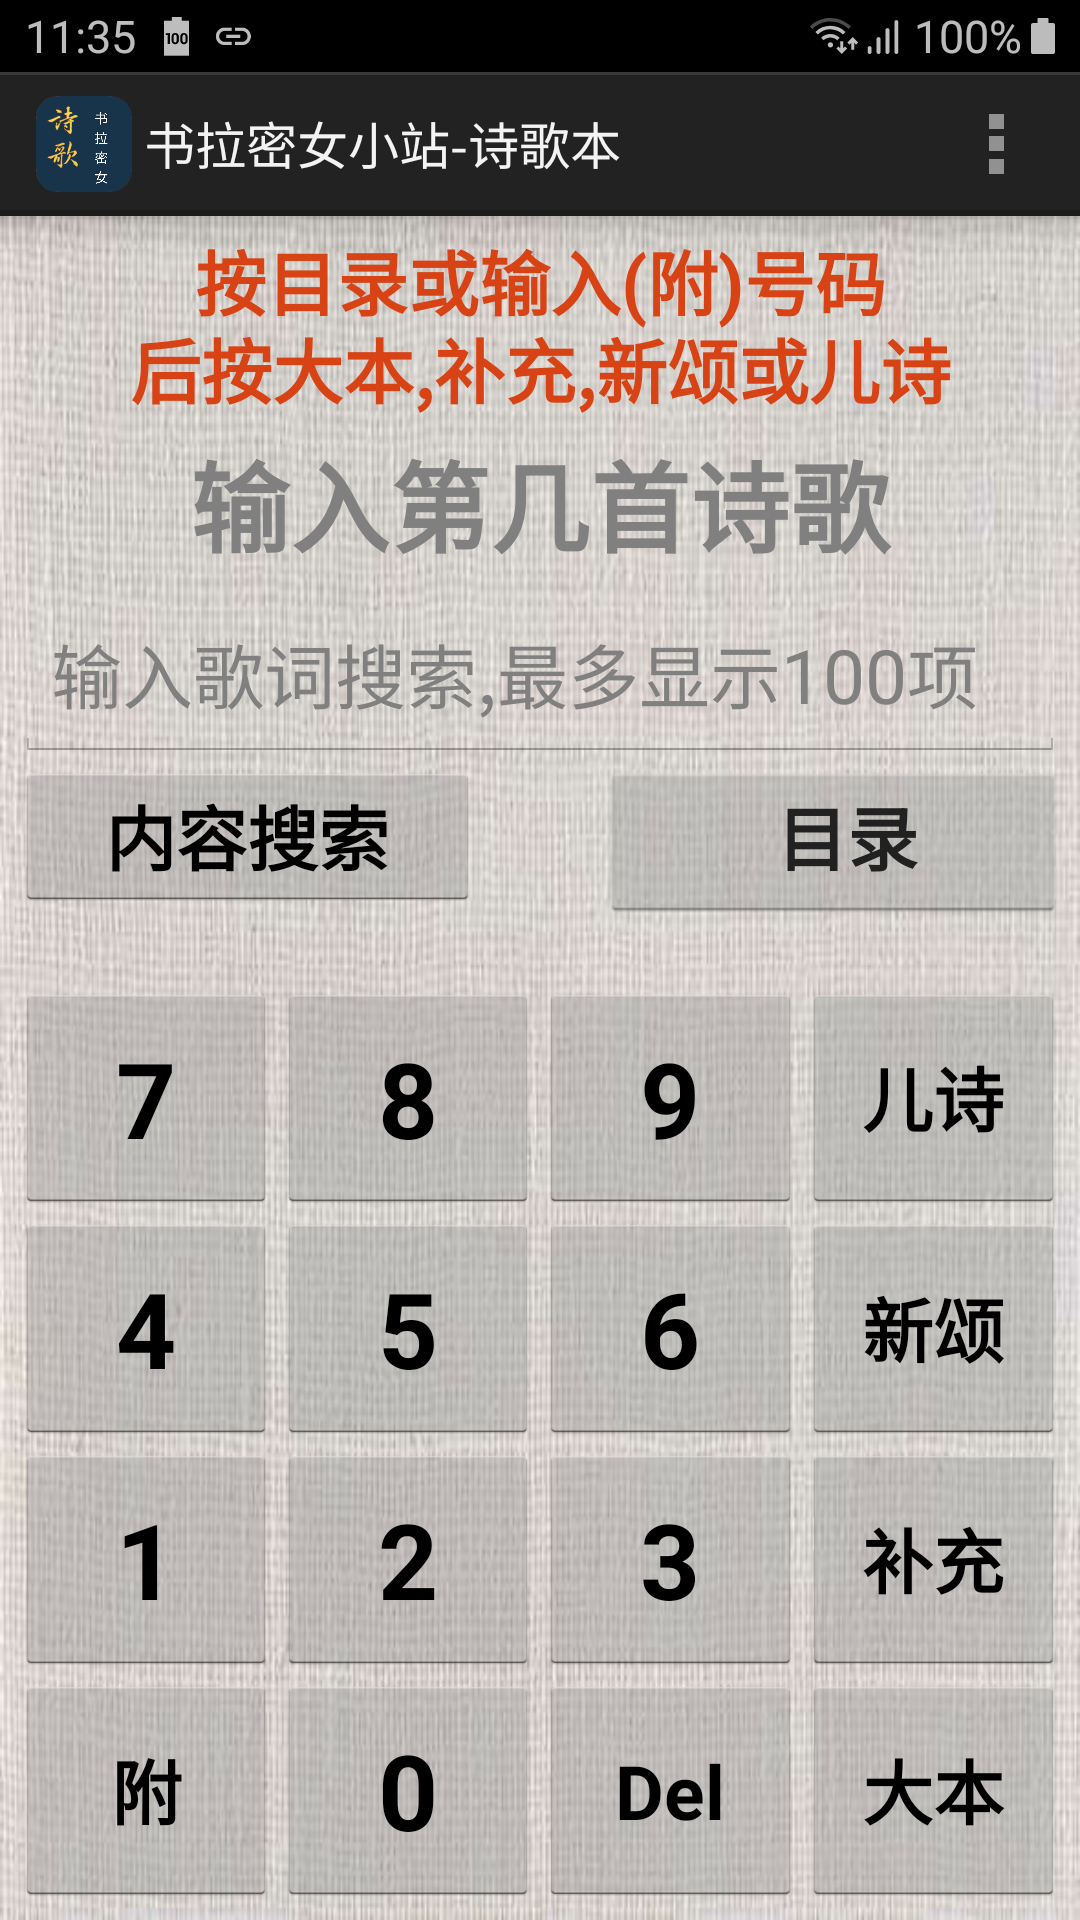 11:35
100
100%
诗歌
书拉密女
书拉密女小站-诗歌本
按目录或输入(附)号码
后按大本,补充,新颂或儿诗
输入第几首诗歌
输入歌词搜索,最多显示100项
内容搜索
目录
7
8
9
儿诗
4
5
6
新颂
1
2
3
补充
附
0
Del
大本